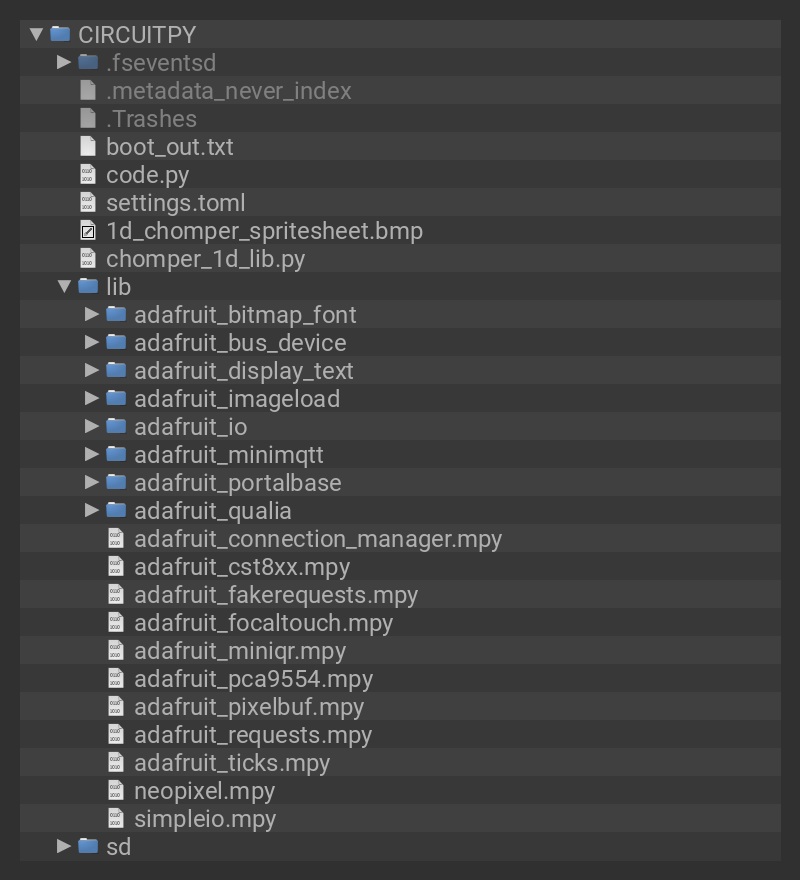 CIRCUITPY
.fseventsd
.metadata_never_index
.Trashes
boot_out.txt
code.py
settings.toml
1d_chomper_spritesheet.bmp
chomper_1d_lib.py
lib
adafruit_bitmap_font
adafruit_bus_device
adafruit_display_text
adafruit_imageload
adafruit_io
adafruit_minimqtt
adafruit_portalbase
adafruit_qualia
adafruit_connection_manager.mpy
adafruit_cst8xx.mpy
adafruit_fakerequests.mpy
adafruit_focaltouch.mpy
adafruit_miniqr.mpy
adafruit_pca9554.mpy
adafruit_pixelbuf.mpy
adafruit_requests.mpy
adafruit_ticks.mpy
neopixel.mpy
simpleio.mpy
sd